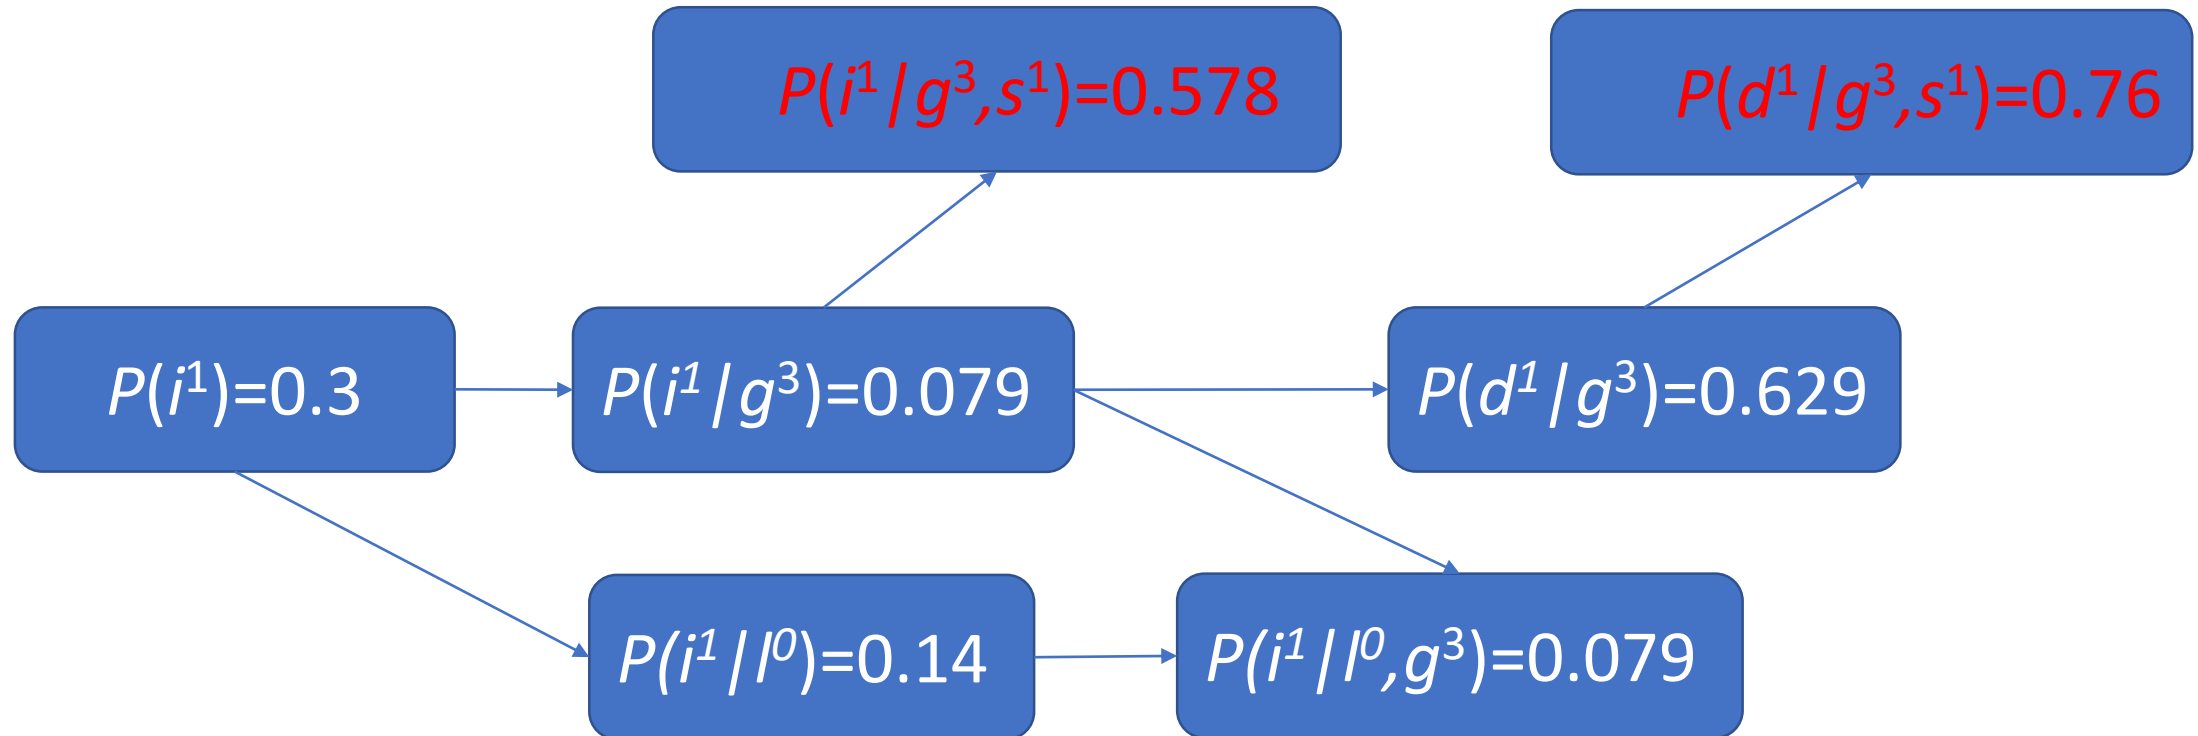 P(i¹|g³,s¹)=0.578
P(d¹|g³,s¹)=0.76
P(i¹)=0.3
P(i¹|g³)=0.079
P(d¹|g³)=0.629
P(i¹|l⁰)=0.14
P(i¹|l⁰,g³)=0.079